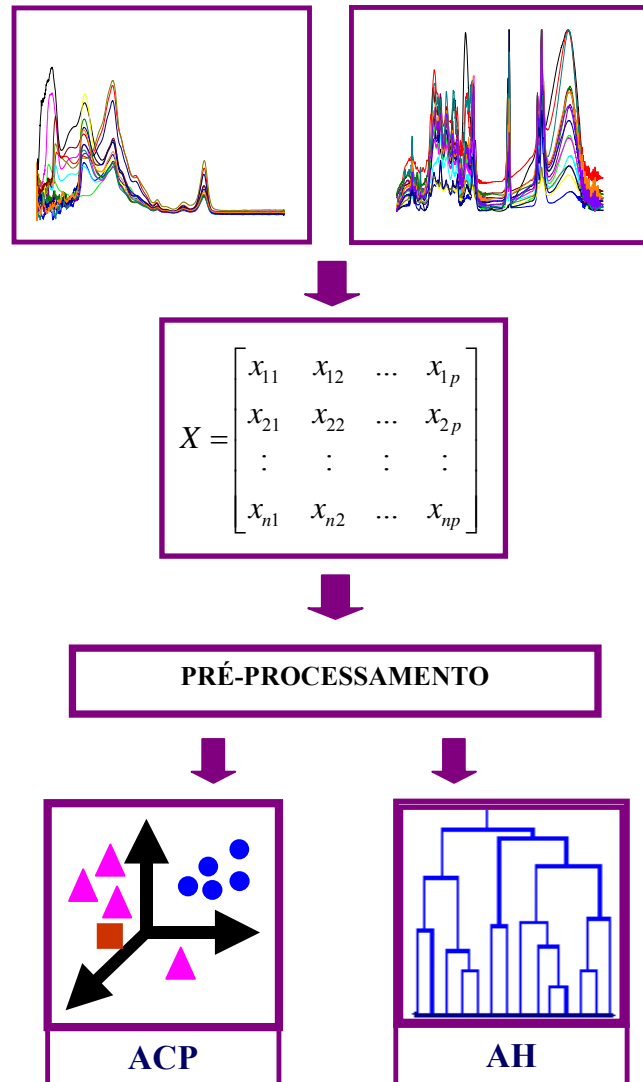 x11 x12 ... x1p
x21 x22 ... x2p
X =
: : : :
xn1 xn2 ... xnp
PRÉ-PROCESSAMENTO
ACP AH